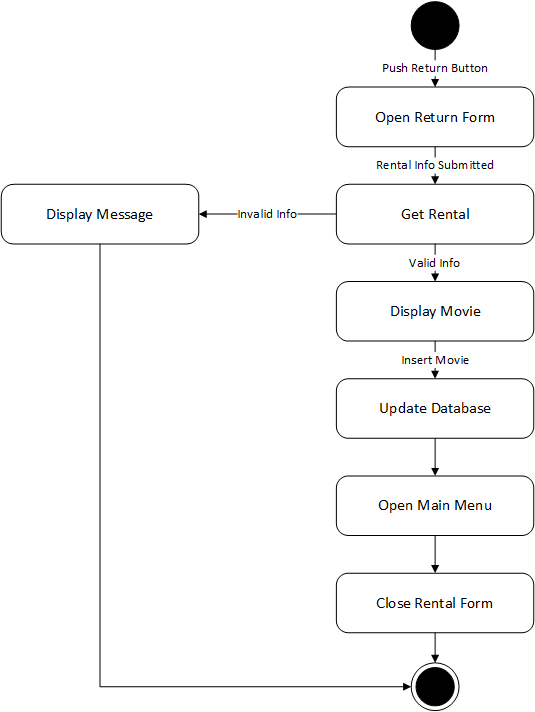 Push Return Button
Open Return Form
Rental Info Submitted
Display Message
Invalid Info
Get Rental
Valid Info
Display Movie
Insert Movie
Update Database
Open Main Menu
Close Rental Form